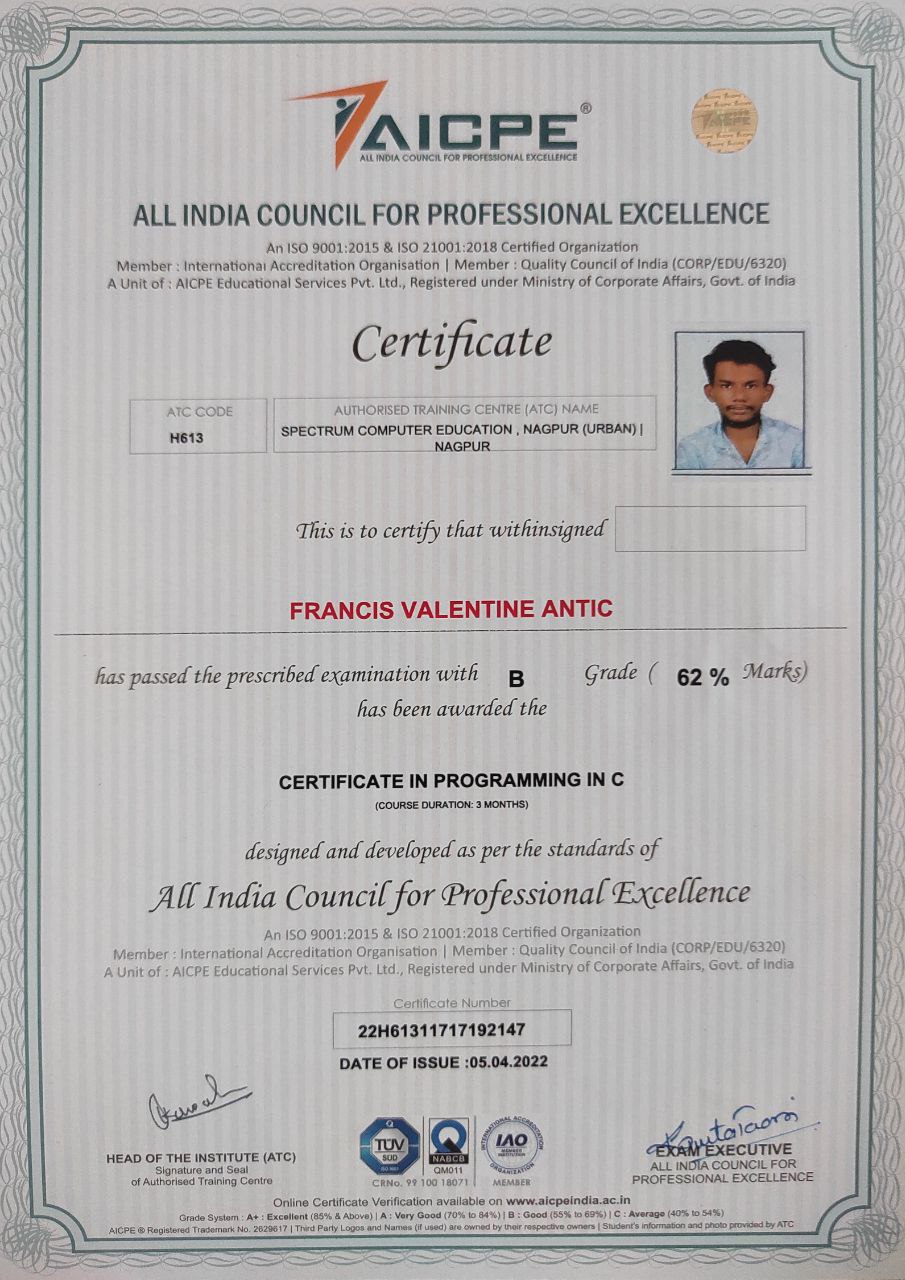 AICPE®
ALL INDIA COUNCIL FOR PROFESSIONAL EXCELLENCE
ALL INDIA COUNCIL FOR PROFESSIONAL EXCELLENCE
An ISO 9001:2015 & ISO 21001:2018 Certified Organization
Member : International Accreditation Organisation | Member : Quality Council of India (CORP/EDU/6320)
A Unit of : AICPE Educational Services Pvt. Ltd., Registered under Ministry of Corporate Affairs, Govt. of India
Certificate
ATC CODE
H613
AUTHORISED TRAINING CENTRE (ATC) NAME
SPECTRUM COMPUTER EDUCATION , NAGPUR (URBAN) |
NAGPUR
This is to certify that withinsigned
FRANCIS VALENTINE ANTIC
has passed the prescribed examination with B Grade ( 62 % Marks)
has been awarded the
CERTIFICATE IN PROGRAMMING IN C
(COURSE DURATION: 3 MONTHS)
designed and developed as per the standards of
All India Council for Professional Excellence
An ISO 9001:2015 & ISO 21001:2018 Certified Organization
Member : International Accreditation Organisation | Member : Quality Council of India (CORP/EDU/6320)
A Unit of : AICPE Educational Services Pvt. Ltd., Registered under Ministry of Corporate Affairs, Govt. of India
Certificate Number
22H61311717192147
DATE OF ISSUE :05.04.2022
HEAD OF THE INSTITUTE (ATC)
Signature and Seal
of Authorised Training Centre
TÜV
SUD
ISO 9001
CRNo. 99 100 18071
NABCB
QM011
INTERNATIONAL ACCREDITATION ORGANIZATION
IAO
MEMBER
INSTITUTION
MEMBER
EXAM EXECUTIVE
ALL INDIA COUNCIL FOR
PROFESSIONAL EXCELLENCE
Online Certificate Verification available on www.aicpeindia.ac.in
Grade System : A+ : Excellent (85% & Above) | A : Very Good (70% to 84%) | B : Good (55% to 69%) | C : Average (40% to 54%)
AICPE ® Registered Trademark No. 2629617 | Third Party Logos and Names (if used) are owned by their respective owners | Student's information and photo provided by ATC